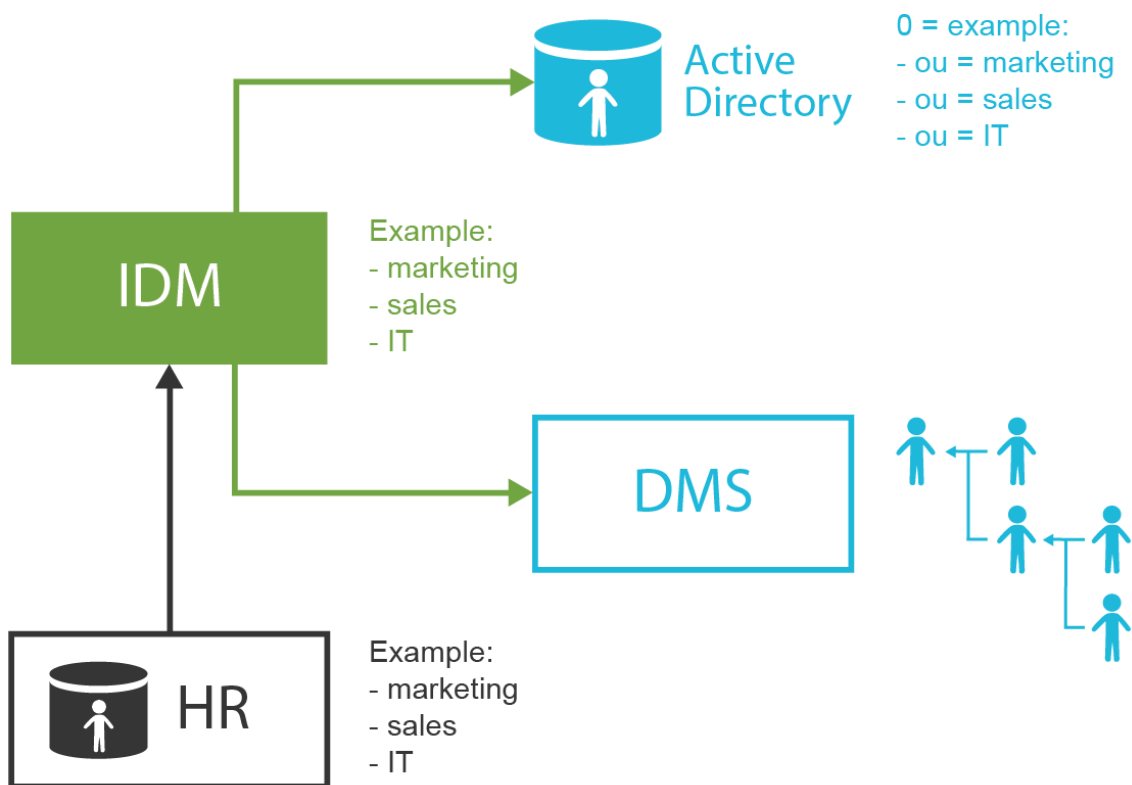 Active
Directory
0 = example:
- ou = marketing
- ou = sales
- ou = IT
IDM
Example:
- marketing
- sales
- IT
DMS
HR
Example:
- marketing
- sales
- IT